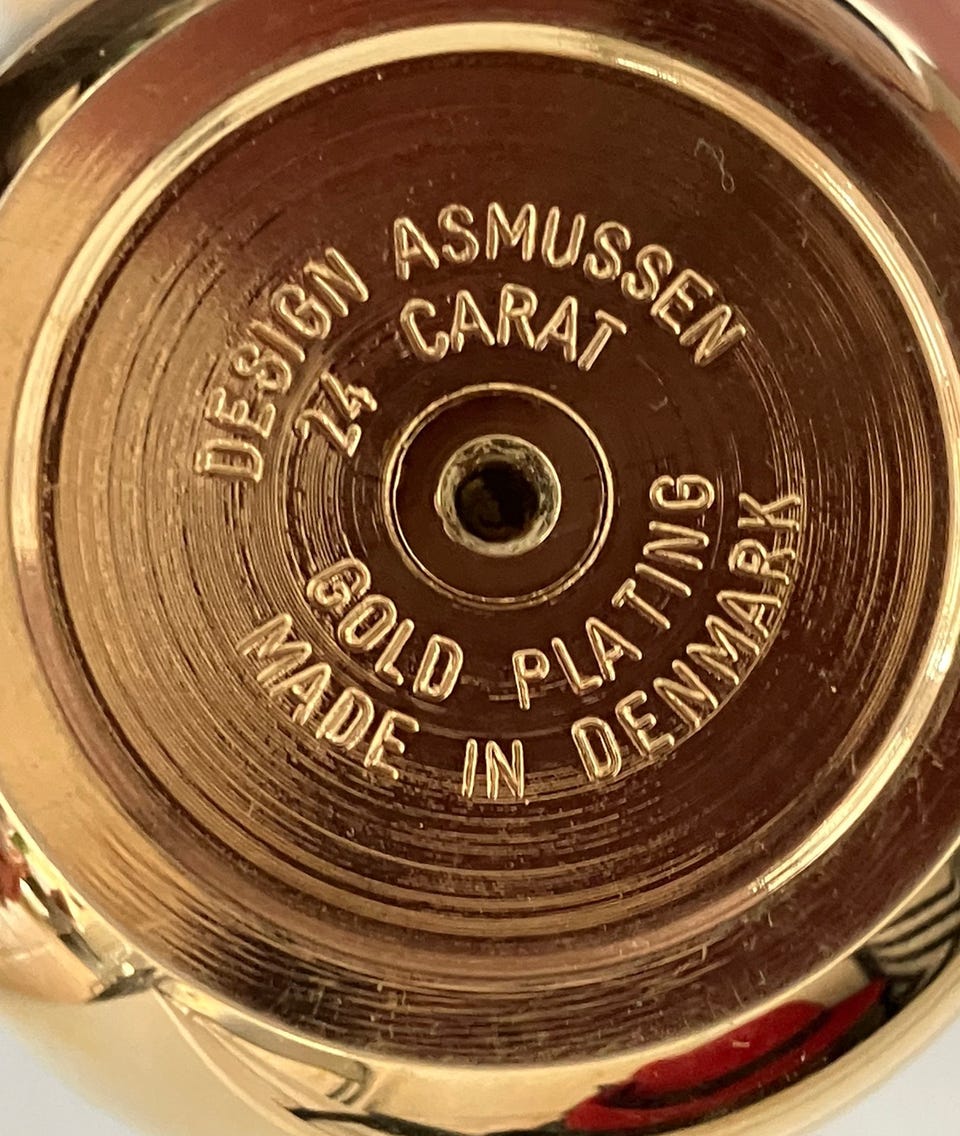 DESIGN ASMUSSEN
24 CARAT
GOLD PLATING
MADE IN DENMARK